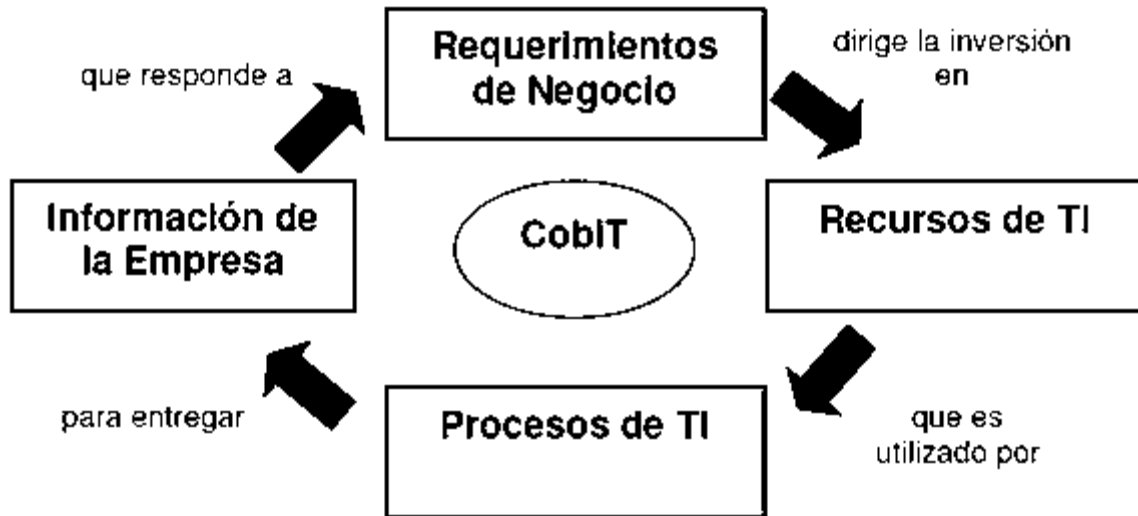 Requerimientos
de Negocio
dirige la inversión
en
Recursos de TI
que es
utilizado por
Procesos de TI
para entregar
Información de
la Empresa
que responde a
CobiT